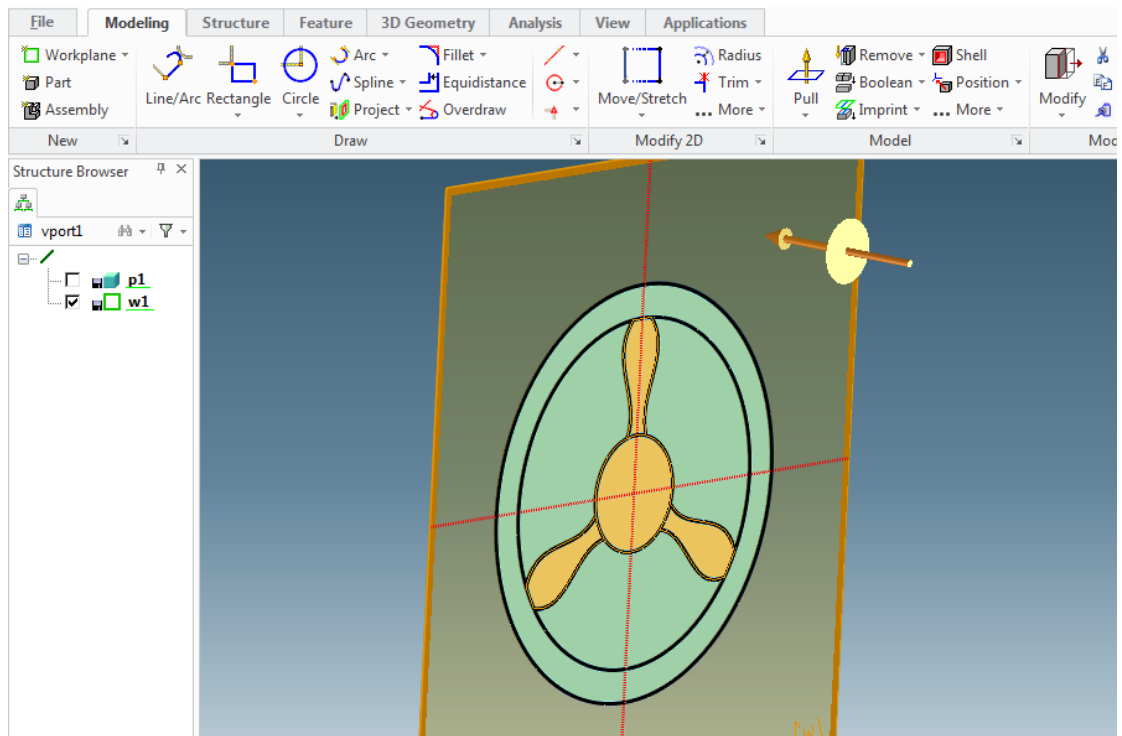 File Modeling Structure Feature 3D Geometry Analysis View Applications
Workplane Arc Fillet Radius Remove Shell
Part Spline Equidistance Trim Boolean Position
Line/Arc Rectangle Circle Move/Stretch Pull Modify
Assembly Project Overdraw ... More Imprint ... More
New Draw Modify 2D Model Moc
Structure Browser
vport1
p1
w1